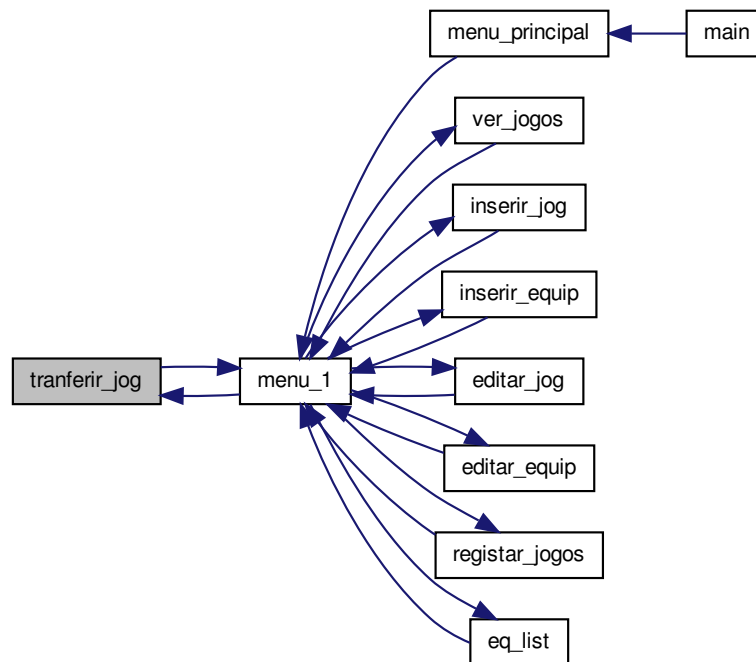 menu_principal
main
ver_jogos
inserir_jog
inserir_equip
tranferir_jog
menu_1
editar_jog
editar_equip
registar_jogos
eq_list